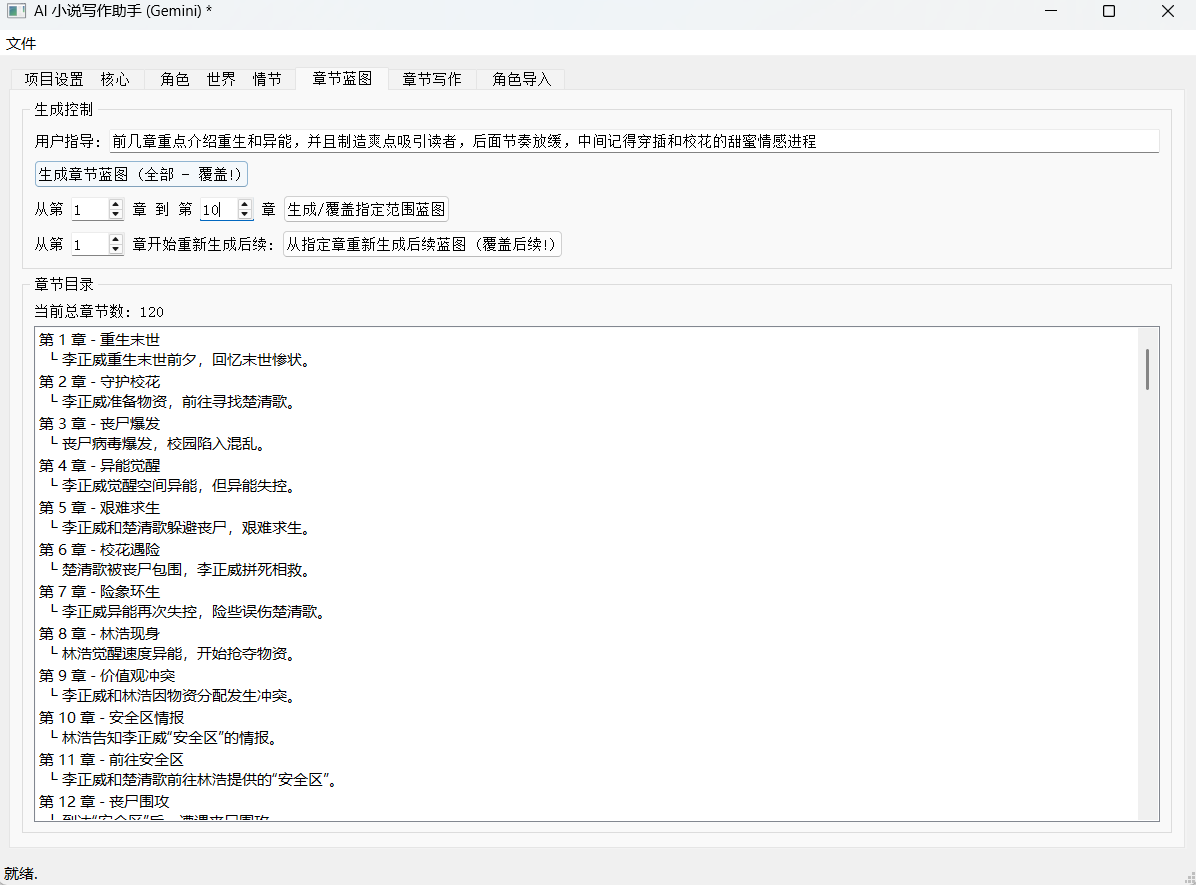 AI 小说写作助手 (Gemini) *
文件
项目设置 核心 角色 世界 情节 章节蓝图 章节写作 角色导入
生成控制
用户指导: 前几章重点介绍重生和异能，并且制造爽点吸引读者，后面节奏放缓，中间记得穿插和校花的甜蜜情感进程
生成章节蓝图 (全部 - 覆盖!)
从第 1 章 到 第 10 章 生成/覆盖指定范围蓝图
从第 1 章开始重新生成后续: 从指定章重新生成后续蓝图 (覆盖后续!)
章节目录
当前总章节数: 120
第 1 章 - 重生末世
└ 李正威重生末世前夕，回忆末世惨状。
第 2 章 - 守护校花
└ 李正威准备物资，前往寻找楚清歌。
第 3 章 - 丧尸爆发
└ 丧尸病毒爆发，校园陷入混乱。
第 4 章 - 异能觉醒
└ 李正威觉醒空间异能，但异能失控。
第 5 章 - 艰难求生
└ 李正威和楚清歌躲避丧尸，艰难求生。
第 6 章 - 校花遇险
└ 楚清歌被丧尸包围，李正威拼死相救。
第 7 章 - 险象环生
└ 李正威异能再次失控，险些误伤楚清歌。
第 8 章 - 林浩现身
└ 林浩觉醒速度异能，开始抢夺物资。
第 9 章 - 价值观冲突
└ 李正威和林浩因物资分配发生冲突。
第 10 章 - 安全区情报
└ 林浩告知李正威“安全区”的情报。
第 11 章 - 前往安全区
└ 李正威和楚清歌前往林浩提供的“安全区”。
第 12 章 - 丧尸围攻
└ 到达“安全区”后，遭遇丧尸围攻
就绪.